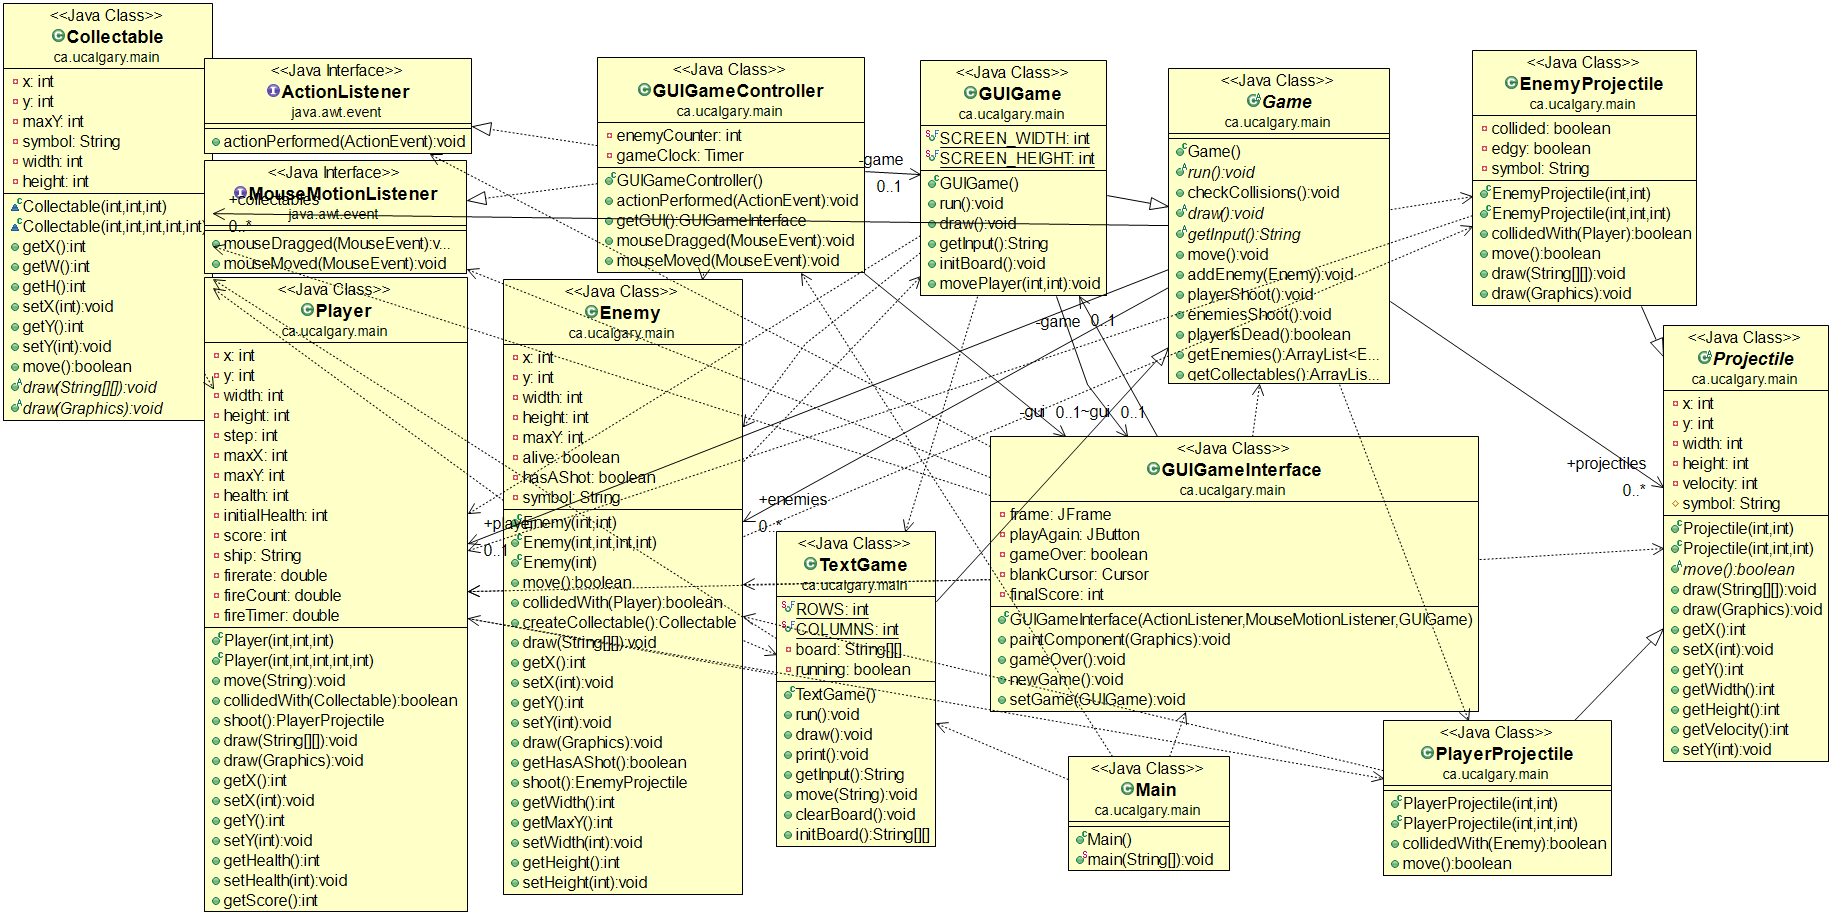 <<Java Class>>
Collectable
ca.ucalgary.main
x: int
y: int
maxY: int
symbol: String
width: int
height: int
Collectable(int,int,int)
Collectable(int,int,int,int,int)
getX():int
getW():int
getH():int
setX(int):void
getY():int
setY(int):void
move():boolean
draw(String[][]):void
draw(Graphics):void
<<Java Interface>>
ActionListener
java.awt.event
actionPerformed(ActionEvent):void
<<Java Interface>>
MouseMotionListener
java.awt.event
mouseDragged(MouseEvent):v...
mouseMoved(MouseEvent):void
+collectables
0..*
<<Java Class>>
Player
ca.ucalgary.main
x: int
y: int
width: int
height: int
step: int
maxX: int
maxY: int
health: int
initialHealth: int
score: int
ship: String
firerate: double
fireCount: double
fireTimer: double
Player(int,int,int)
Player(int,int,int,int,int)
move(String):void
collidedWith(Collectable):boolean
shoot():PlayerProjectile
draw(String[][]):void
draw(Graphics):void
getX():int
setX(int):void
getY():int
setY(int):void
getHealth():int
setHealth(int):void
getScore():int
<<Java Class>>
GUIGameController
ca.ucalgary.main
enemyCounter: int
gameClock: Timer
GUIGameController()
actionPerformed(ActionEvent):void
getGUI():GUIGameInterface
mouseDragged(MouseEvent):void
mouseMoved(MouseEvent):void
-game
0..1
<<Java Class>>
Enemy
ca.ucalgary.main
x: int
y: int
width: int
height: int
maxY: int
alive: boolean
hasAShot: boolean
symbol: String
Enemy(int,int)
Enemy(int,int,int,int)
Enemy(int)
move():boolean
collidedWith(Player):boolean
createCollectable():Collectable
draw(String[][]):void
getX():int
setX(int):void
getY():int
setY(int):void
draw(Graphics):void
getHasAShot():boolean
shoot():EnemyProjectile
getWidth():int
getMaxY():int
setWidth(int):void
getHeight():int
setHeight(int):void
+player
0..1
+enemies
0..*
<<Java Class>>
GUIGame
ca.ucalgary.main
SCREEN_WIDTH: int
SCREEN_HEIGHT: int
GUIGame()
run():void
draw():void
getInput():String
initBoard():void
movePlayer(int,int):void
-game 0..1
-gui 0..1
~gui 0..1
<<Java Class>>
TextGame
ca.ucalgary.main
ROWS: int
COLUMNS: int
board: String[][]
running: boolean
TextGame()
run():void
draw():void
print():void
getInput():String
move(String):void
clearBoard():void
initBoard():String[][]
<<Java Class>>
Game
ca.ucalgary.main
Game()
run():void
checkCollisions():void
draw():void
getInput():String
move():void
addEnemy(Enemy):void
playerShoot():void
enemiesShoot():void
playerIsDead():boolean
getEnemies():ArrayList<E...
getCollectables():ArrayLis...
<<Java Class>>
GUIGameInterface
ca.ucalgary.main
frame: JFrame
playAgain: JButton
gameOver: boolean
blankCursor: Cursor
finalScore: int
GUIGameInterface(ActionListener,MouseMotionListener,GUIGame)
paintComponent(Graphics):void
gameOver():void
newGame():void
setGame(GUIGame):void
<<Java Class>>
Main
ca.ucalgary.main
Main()
main(String[]):void
<<Java Class>>
EnemyProjectile
ca.ucalgary.main
collided: boolean
edgy: boolean
symbol: String
EnemyProjectile(int,int)
EnemyProjectile(int,int,int)
collidedWith(Player):boolean
move():boolean
draw(String[][]):void
draw(Graphics):void
+projectiles
0..*
<<Java Class>>
Projectile
ca.ucalgary.main
x: int
y: int
width: int
height: int
velocity: int
symbol: String
Projectile(int,int)
Projectile(int,int,int)
move():boolean
draw(String[][]):void
draw(Graphics):void
getX():int
setX(int):void
getY():int
getWidth():int
getHeight():int
getVelocity():int
setY(int):void
<<Java Class>>
PlayerProjectile
ca.ucalgary.main
PlayerProjectile(int,int)
PlayerProjectile(int,int,int)
collidedWith(Enemy):boolean
move():boolean